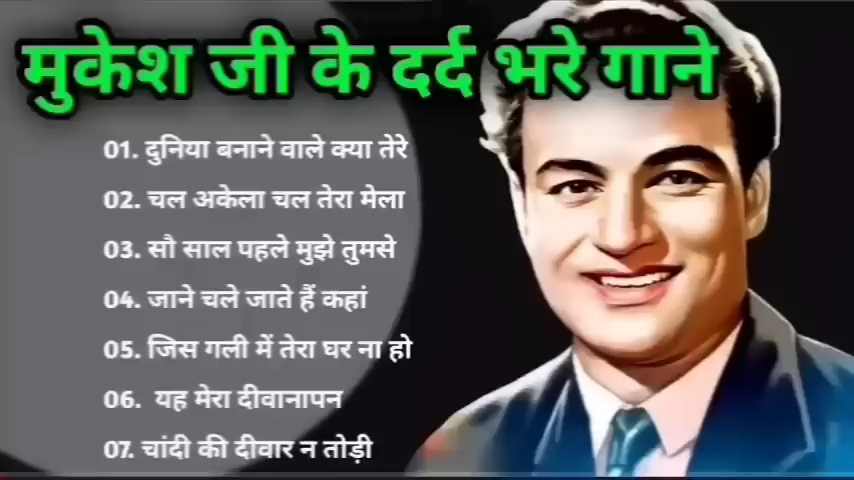 मुकेश जी के दर्द भरे गाने
01. दुनिया बनाने वाले क्या तेरे
02. चल अकेला चल तेरा मेला
03. सौ साल पहले मुझे तुमसे
04. जाने चले जाते हैं कहां
05. जिस गली में तेरा घर ना हो
06. यह मेरा दीवानापन
07. चांदी की दीवार न तोड़ी